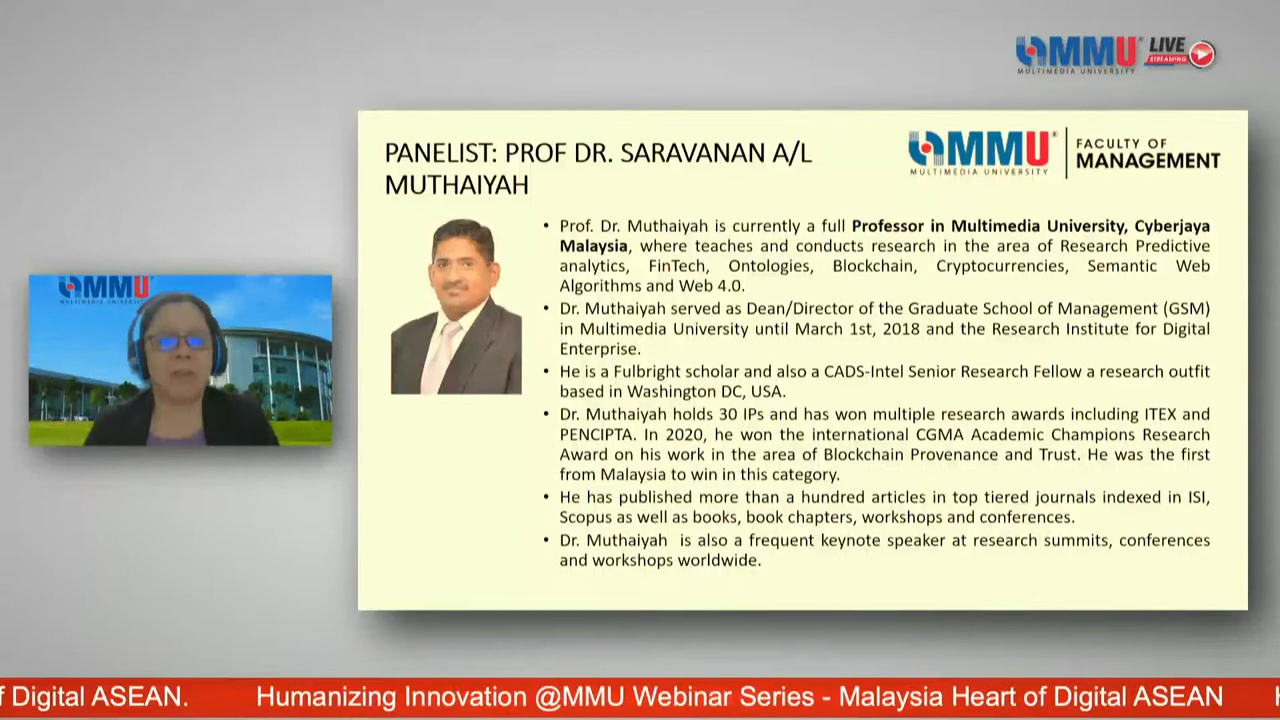 MMU
MULTIMEDIA UNIVERSITY
LIVE
STREAMING
PANELIST: PROF DR. SARAVANAN A/L
MUTHAIYAH
MMU
MULTIMEDIA UNIVERSITY
FACULTY OF
MANAGEMENT
• Prof. Dr. Muthaiyah is currently a full Professor in Multimedia University, Cyberjaya
Malaysia, where teaches and conducts research in the area of Research Predictive
analytics, FinTech, Ontologies, Blockchain, Cryptocurrencies, Semantic Web
Algorithms and Web 4.0.
• Dr. Muthaiyah served as Dean/Director of the Graduate School of Management (GSM)
in Multimedia University until March 1st, 2018 and the Research Institute for Digital
Enterprise.
• He is a Fulbright scholar and also a CADS-Intel Senior Research Fellow a research outfit
based in Washington DC, USA.
• Dr. Muthaiyah holds 30 IPs and has won multiple research awards including ITEX and
PENCIPTA. In 2020, he won the international CGMA Academic Champions Research
Award on his work in the area of Blockchain Provenance and Trust. He was the first
from Malaysia to win in this category.
• He has published more than a hundred articles in top tiered journals indexed in ISI,
Scopus as well as books, book chapters, workshops and conferences.
• Dr. Muthaiyah is also a frequent keynote speaker at research summits, conferences
and workshops worldwide.
MMU
MULTIMEDIA UNIVERSITY
f Digital ASEAN. Humanizing Innovation @MMU Webinar Series - Malaysia Heart of Digital ASEAN